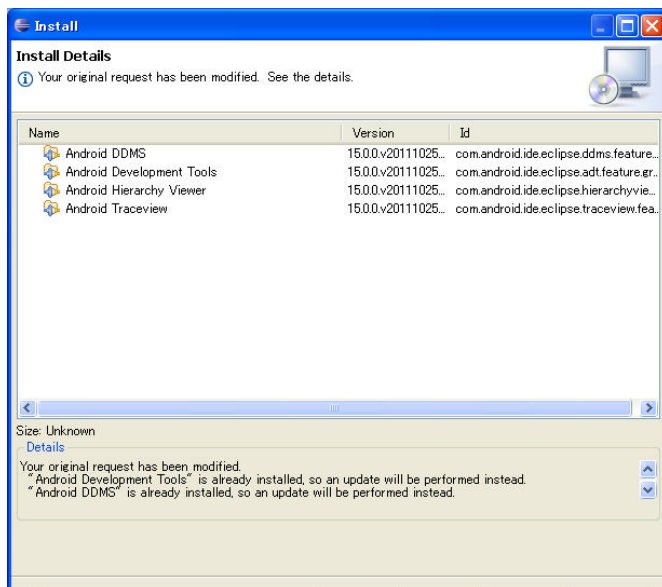 Install
Install Details
Your original request has been modified. See the details.
Name Version Id
Android DDMS 15.0.0.v20111025... com.android.ide.eclipse.ddms.feature...
Android Development Tools 15.0.0.v20111025... com.android.ide.eclipse.adt.feature.gr...
Android Hierarchy Viewer 15.0.0.v20111025... com.android.ide.eclipse.hierarchyvie...
Android Traceview 15.0.0.v20111025... com.android.ide.eclipse.traceview.fea...
Size: Unknown
Details
Your original request has been modified.
"Android Development Tools" is already installed, so an update will be performed instead.
"Android DDMS" is already installed, so an update will be performed instead.